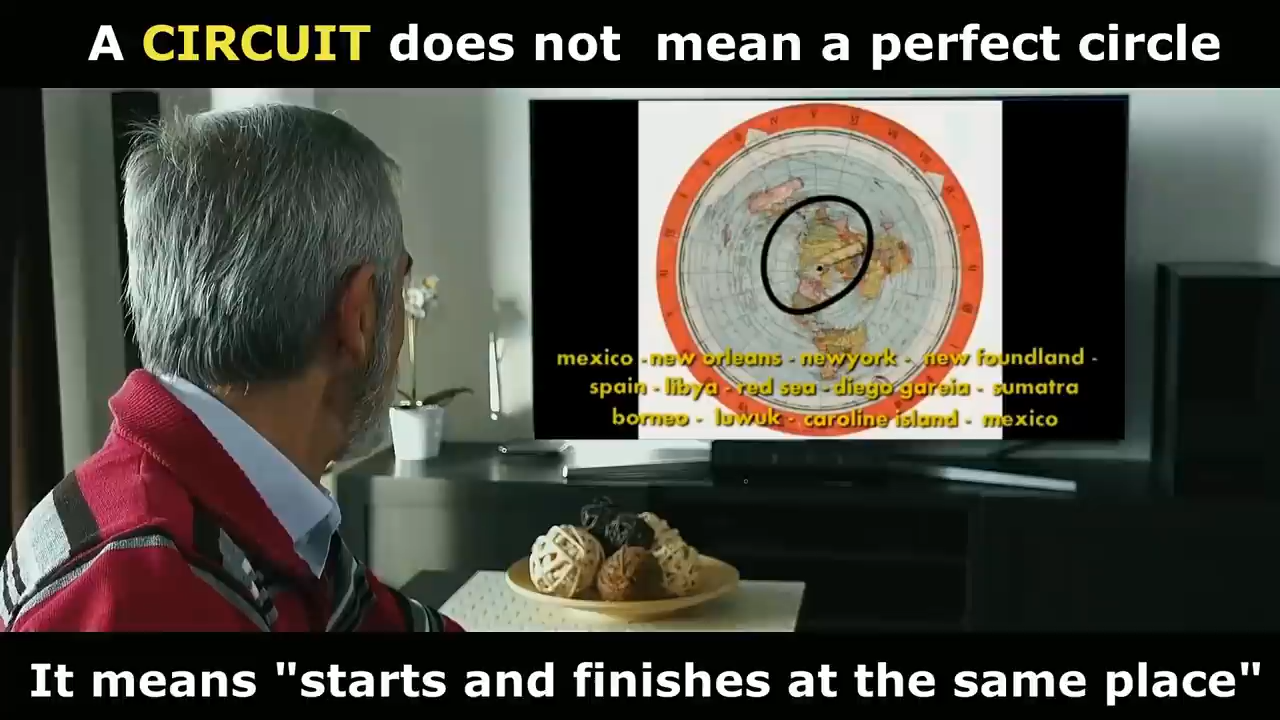 A CIRCUIT does not mean a perfect circle
mexico - new orleans - newyork - new foundland -
spain - libya - red sea - diego gareia - sumatra
borneo - luwuk - caroline island - mexico
It means "starts and finishes at the same place"